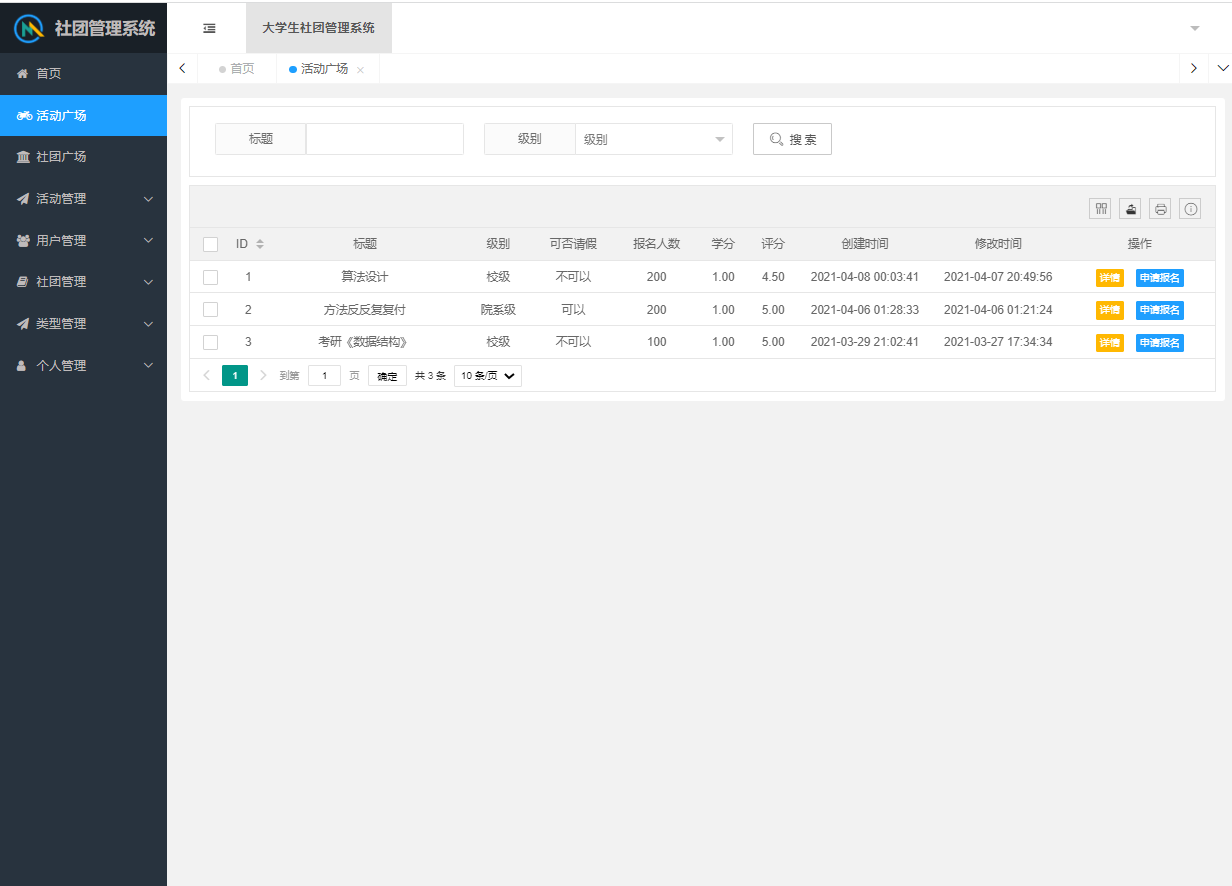 社团管理系统
大学生社团管理系统
首页
活动广场
社团广场
活动管理
用户管理
社团管理
类型管理
个人管理
首页 活动广场
标题 级别 级别 搜索
ID 标题 级别 可否请假 报名人数 学分 评分 创建时间 修改时间 操作
1 算法设计 校级 不可以 200 1.00 4.50 2021-04-08 00:03:41 2021-04-07 20:49:56 详情 申请报名
2 方法反反复复付 院系级 可以 200 1.00 5.00 2021-04-06 01:28:33 2021-04-06 01:21:24 详情 申请报名
3 考研《数据结构》 校级 不可以 100 1.00 5.00 2021-03-29 21:02:41 2021-03-27 17:34:34 详情 申请报名
1 到第 1 页 确定 共 3 条 10 条/页